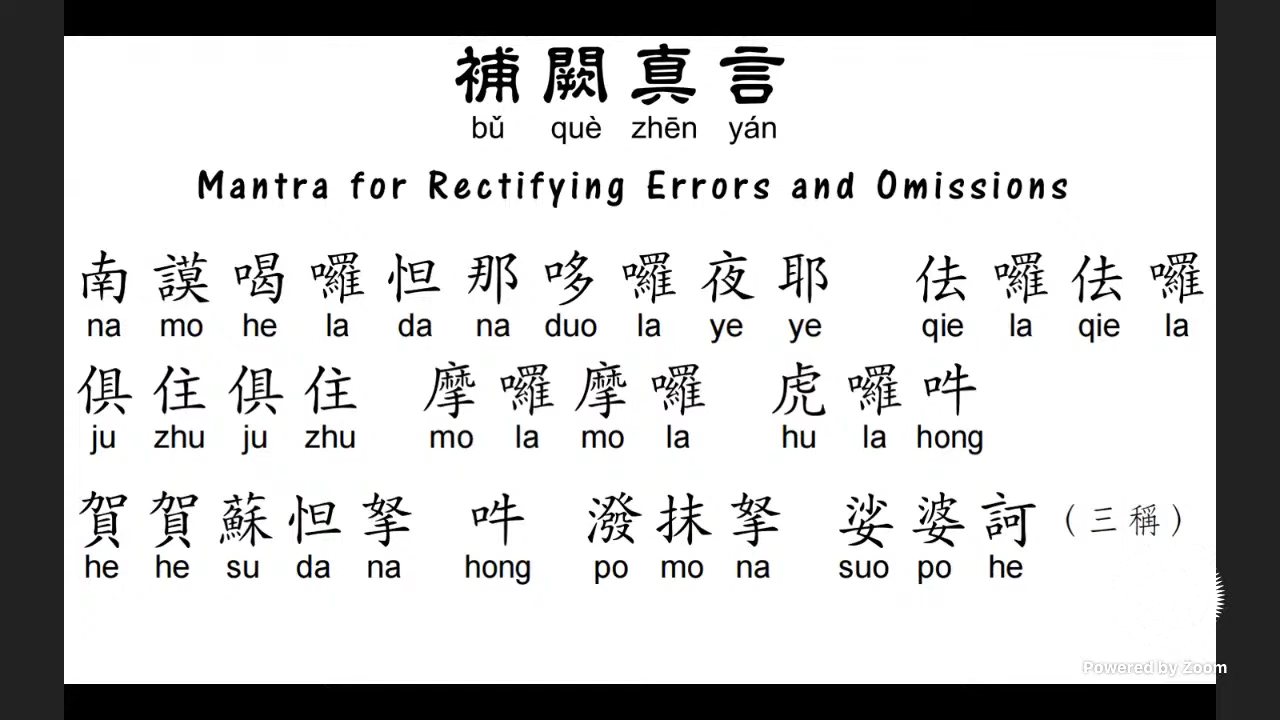 補闕真言
bǔ què zhēn yán
Mantra for Rectifying Errors and Omissions
南謨喝囉怛那哆囉夜耶 佉囉佉囉
na mo he la da na duo la ye ye qie la qie la
俱住俱住 摩囉摩囉 虎囉吽
ju zhu ju zhu mo la mo la hu la hong
賀賀蘇怛拏 吽 潑抹拏 娑婆訶（三稱）
he he su da na hong po mo na suo po he
Powered by Zoom